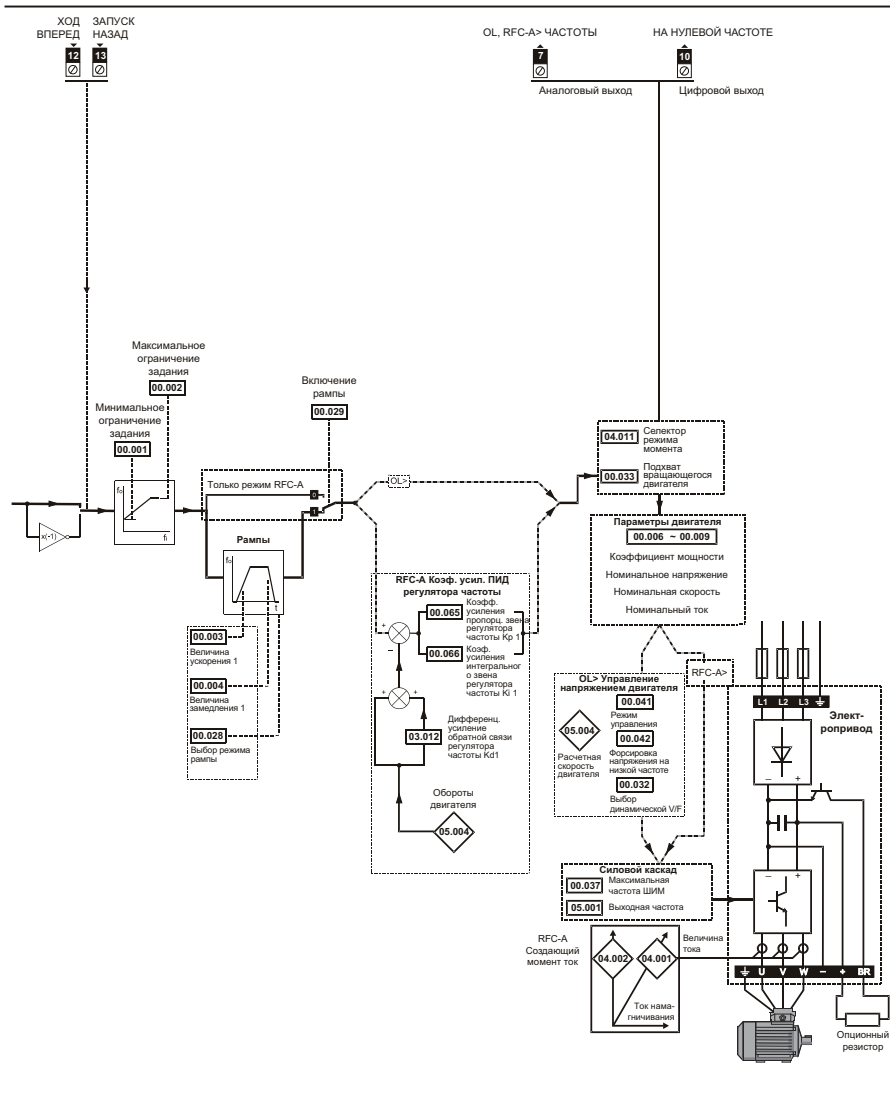 ХОД ВПЕРЕД
ЗАПУСК НАЗАД
12
13
OL, RFC-A> ЧАСТОТЫ
НА НУЛЕВОЙ ЧАСТОТЕ
7
10
Аналоговый выход
Цифровой выход
Максимальное
ограничение
задания
00.002
Минимальное
ограничение
задания
00.001
Включение
рампы
00.029
04.011
Селектор
режима
момента
00.033
Подхват
вращающегося
двигателя
Только режим RFC-A
0
1
OL>
x(-1)
Рампы
t
Параметры двигателя
00.006 ~ 00.009
Коэффициент мощности
Номинальное напряжение
Номинальная скорость
Номинальный ток
RFC-A Коэф. усил. ПИД
регулятора частоты
+
–
00.065
Коэфф.
усиления
пропорц. звена
регулятора
частоты Kp 1
00.066
Коэф.
усиления
интегральног
о звена
регулятора
частоты Ki 1
+
+
03.012
Дифференц.
усиление
обратной связи
регулятора
частоты Kd1
Обороты
двигателя
05.004
00.003
Величина
ускорения 1
00.004
Величина
замедления 1
00.028
Выбор режима
рампы
RFC-A>
OL> Управление
напряжением двигателя
00.041
Режим
управления
05.004
Расчетная
скорость
двигателя
00.042
Форсировка
напряжения на
низкой частоте
00.032
Выбор
динамической V/F
L1 L2 L3
Элект-
ропривод
– +
Силовой каскад
00.037
Максимальная
частота ШИМ
05.001
Выходная частота
– +
RFC-A
Создающий
момент ток
04.002
04.001
Величина
тока
Ток нама-
гничивания
U V W – + BR
Опционный
резистор